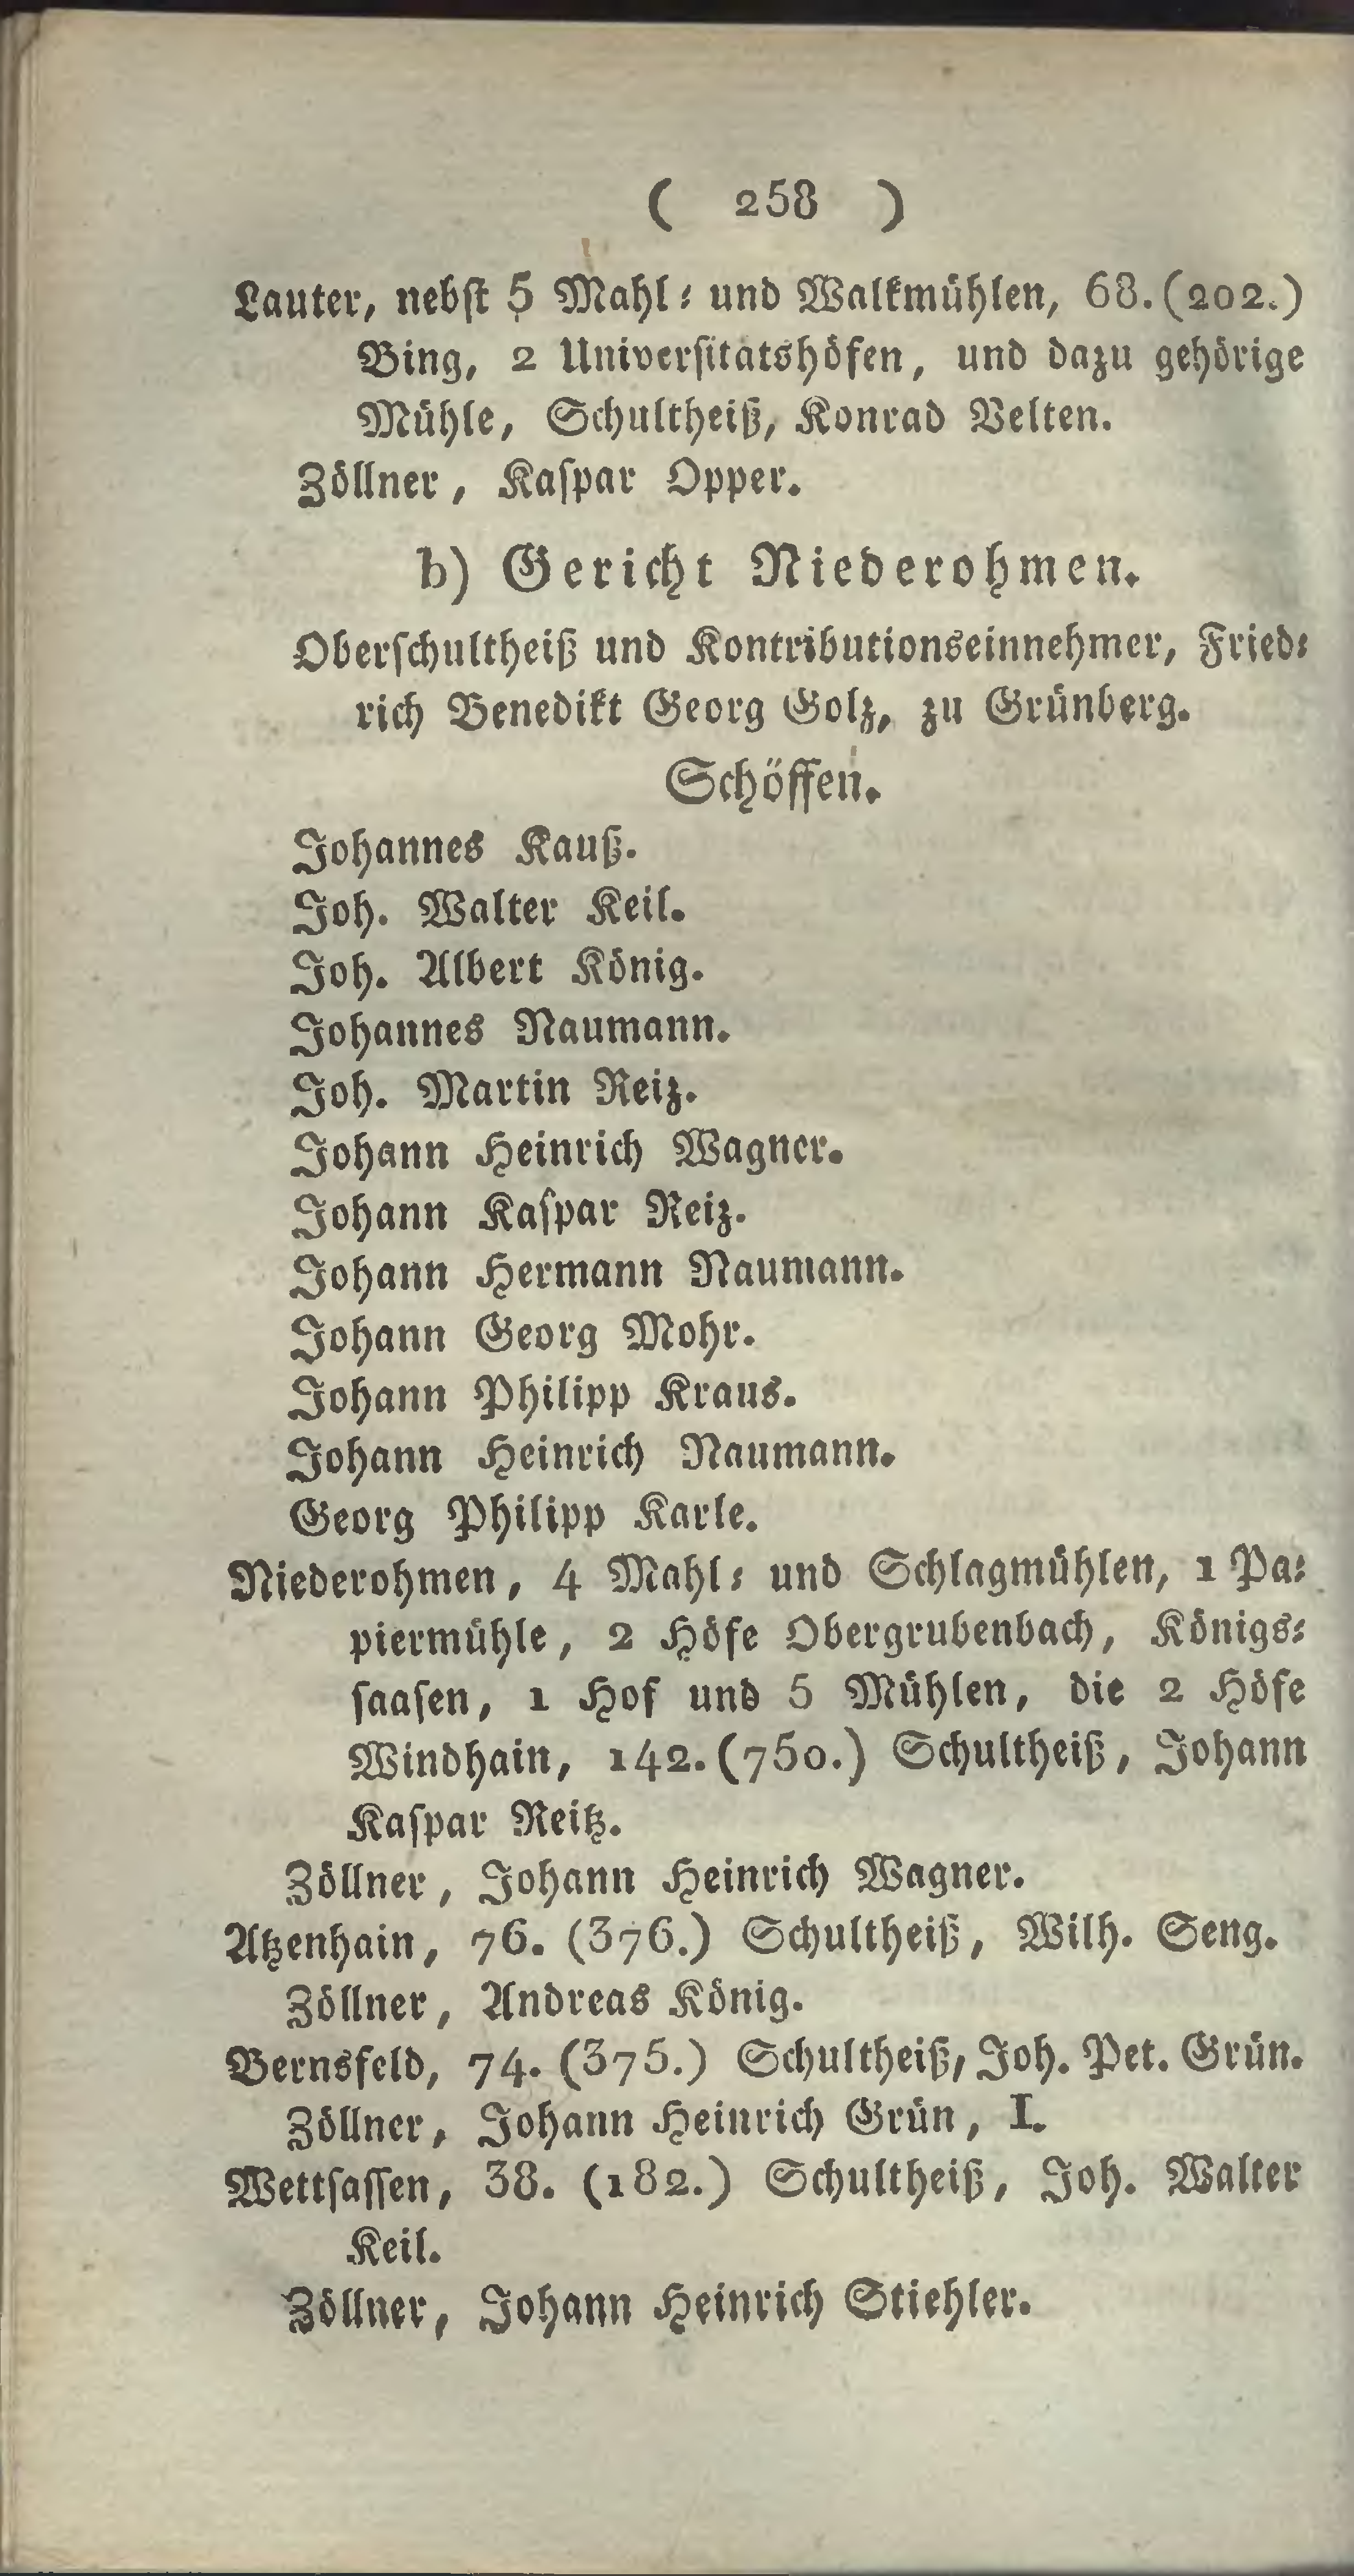 ( 258 )
Lauter, nebſt 5 Mahl⸗ und Walkmühlen, 68. (202.)
Bing, 2 Univerſitätshöfen, und dazu gehörige
Mühle, Schultheiß, Konrad Velten.
Zöllner, Kaſpar Opper.
b) Gericht Niederohmen.
Oberſchultheiß und Kontributionseinnehmer, Fried⸗
rich Benedikt Georg Golz, zu Grünberg.
Schöffen.
Johannes Kauß.
Joh. Walter Keil.
Joh. Albert König.
Johannes Naumann.
Joh. Martin Reiz.
Johann Heinrich Wagner.
Johann Kaſpar Reiz.
Johann Hermann Naumann.
Johann Georg Mohr.
Johann Philipp Kraus.
Johann Heinrich Naumann.
Georg Philipp Karle.
Niederohmen, 4 Mahl⸗ und Schlagmühlen, 1 Pa⸗
piermühle, 2 Höfe Obergrubenbach, Königs⸗
ſaaſen, 1 Hof und 5 Mühlen, die 2 Höfe
Windhain, 142. (750.) Schultheiß, Johann
Kaſpar Reitz.
Zöllner, Johann Heinrich Wagner.
Atzenhain, 76. (376.) Schultheiß, Wilh. Seng.
Zöllner, Andreas König.
Bernsfeld, 74. (375.) Schultheiß, Joh. Pet. Grün.
Zöllner, Johann Heinrich Grün, I.
Wettſaſſen, 38. (182.) Schultheiß, Joh. Walter
Keil.
Zöllner, Johann Heinrich Stiehler.